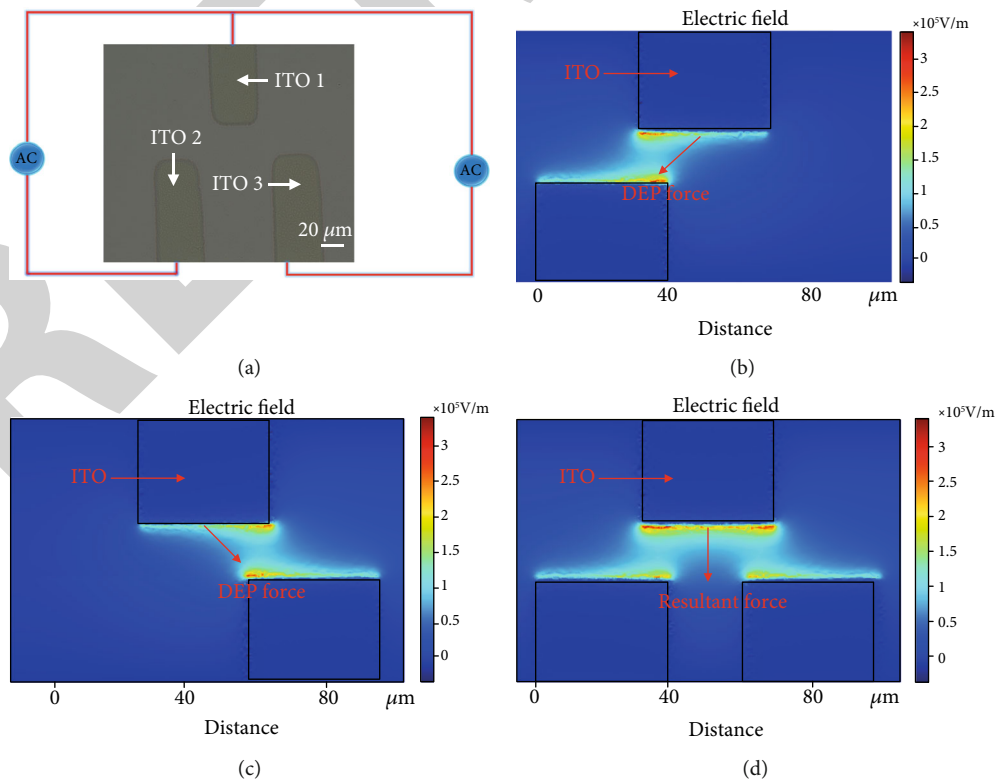 AC
AC
ITO 1
ITO 2
ITO 3
20 μm
(a)
Electric field
×10⁵V/m
ITO
DEP force
3
2.5
2
1.5
1
0.5
0
0 40 80 μm
Distance
(b)
Electric field
×10⁵V/m
ITO
DEP force
3
2.5
2
1.5
1
0.5
0
0 40 80 μm
Distance
(c)
Electric field
×10⁵V/m
ITO
Resultant force
3
2.5
2
1.5
1
0.5
0
0 40 80 μm
Distance
(d)